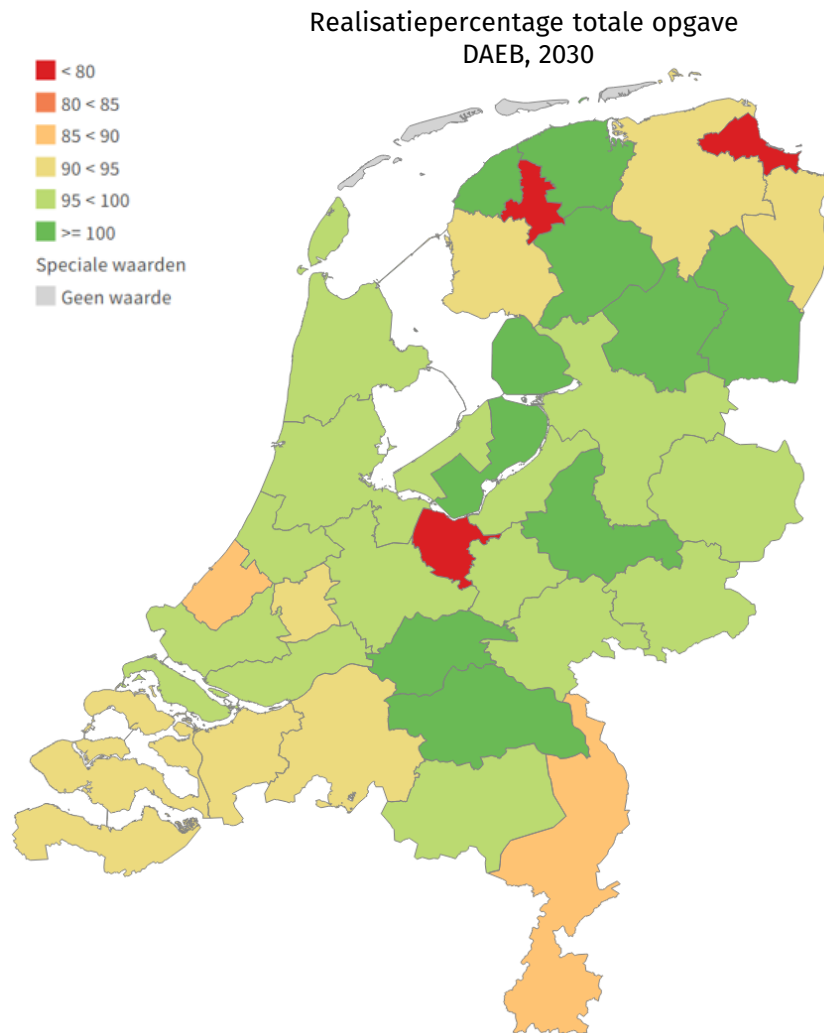 Realisatiepercentage totale opgave
DAEB, 2030
< 80
80 < 85
85 < 90
90 < 95
95 < 100
>= 100
Speciale waarden
Geen waarde